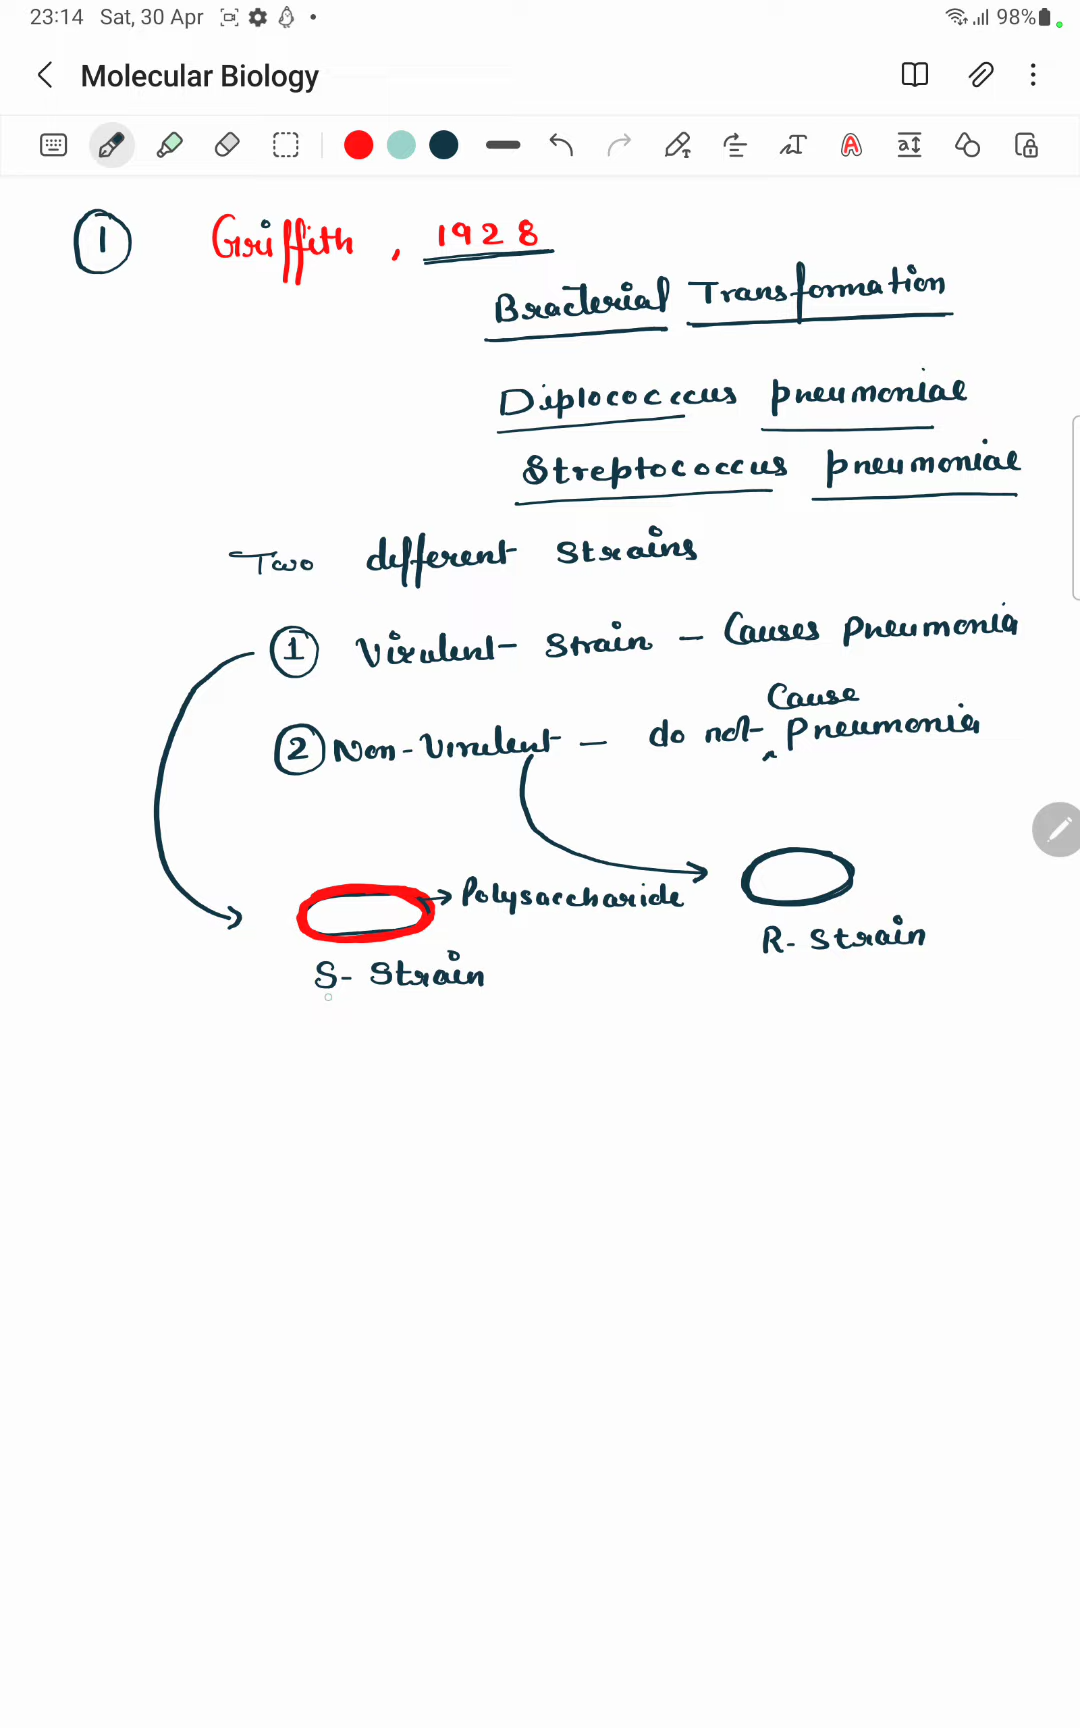 23:14 Sat, 30 Apr 98%
Molecular Biology
① Griffith, 1928
Bacterial Transformation
Diplococcus pneumoniae
Streptococcus pneumoniae
Two different Strains
① Virulent Strain - Causes Pneumonia
Cause
② Non-Virulent - do not ^ Pneumonia
→ Polysaccharide
R- Strain
S- Strain